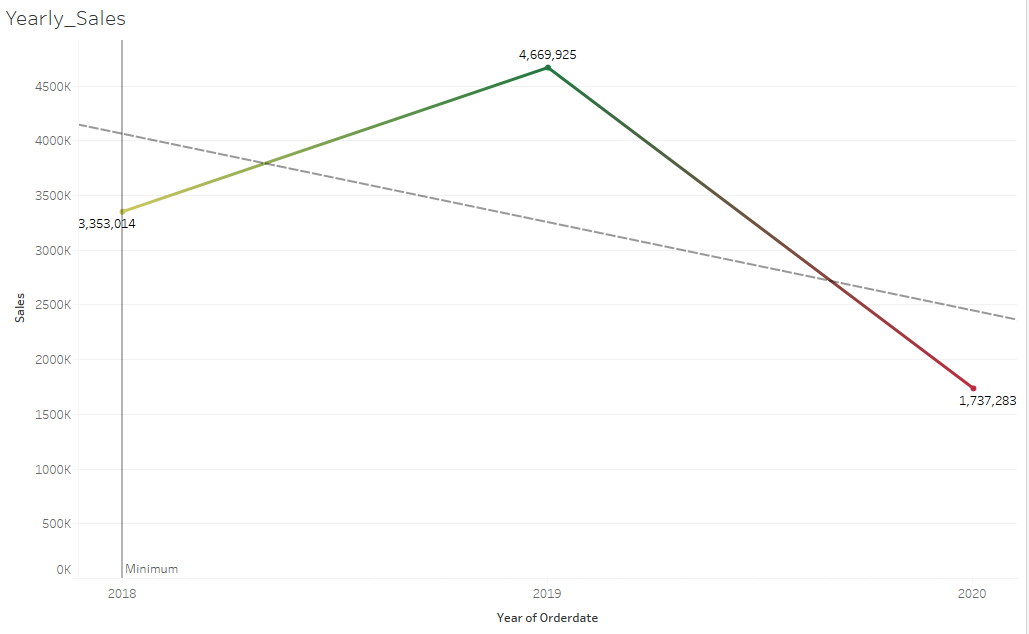 Yearly_Sales
4,669,925
4500K
4000K
3500K
3,353,014
3000K
Sales
2500K
2000K
1,737,283
1500K
1000K
500K
0K
Minimum
2018 2019 2020
Year of Orderdate